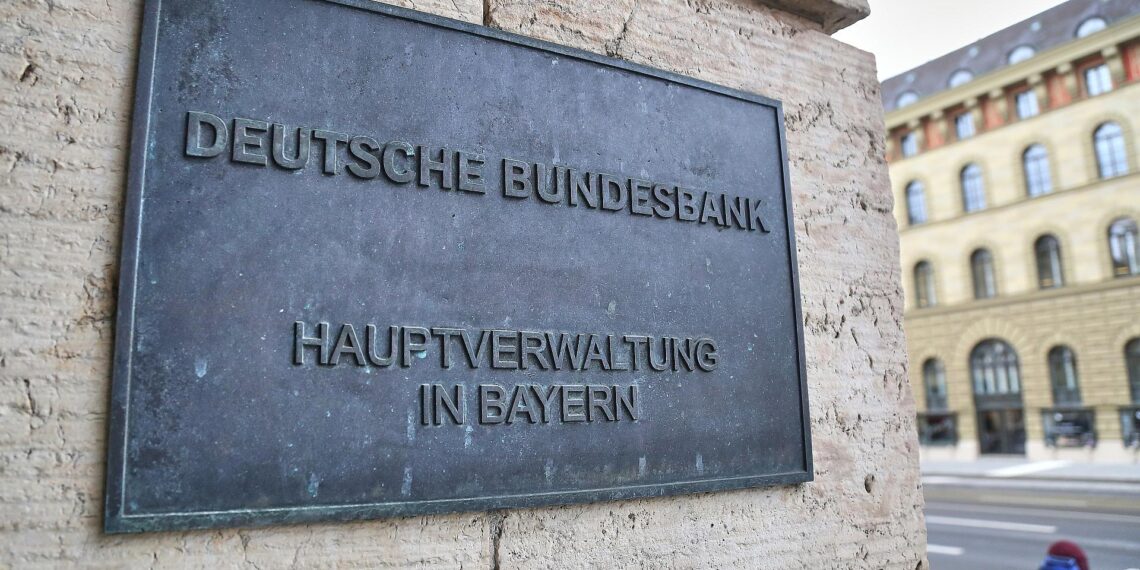 DEUTSCHE BUNDESBANK
HAUPTVERWALTUNG
IN BAYERN